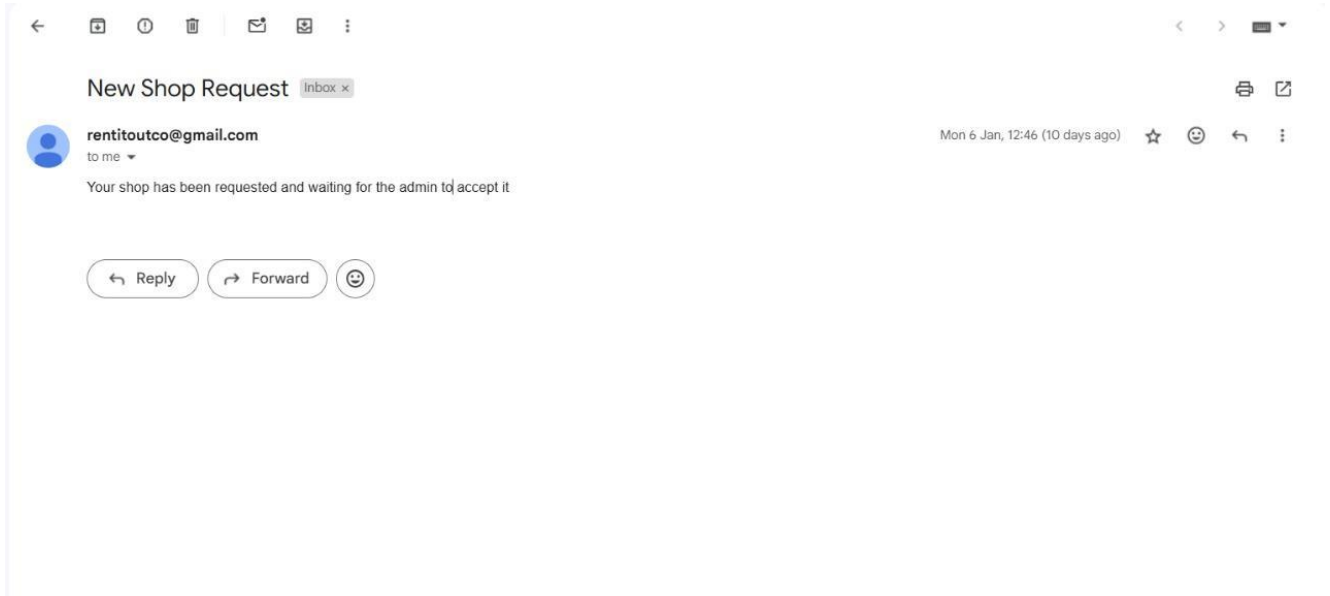 New Shop Request Inbox ×
rentitoutco@gmail.com Mon 6 Jan, 12:46 (10 days ago)
to me
Your shop has been requested and waiting for the admin to accept it
Reply Forward